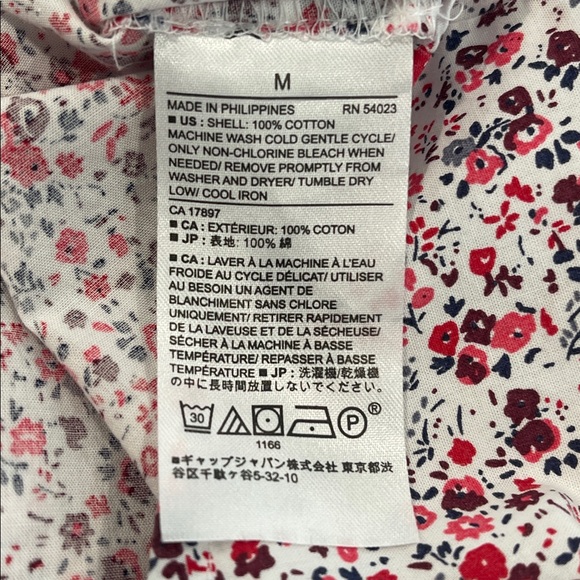 M
MADE IN PHILIPPINES RN 54023
■ US: SHELL: 100% COTTON
MACHINE WASH COLD GENTLE CYCLE/
ONLY NON-CHLORINE BLEACH WHEN
NEEDED/ REMOVE PROMPTLY FROM
WASHER AND DRYER/ TUMBLE DRY
LOW/ COOL IRON
CA 17897
■ CA: EXTÉRIEUR: 100% COTON
■ JP: 表地: 100% 綿
■ CA: LAVER À LA MACHINE À L'EAU
FROIDE AU CYCLE DÉLICAT/ UTILISER
AU BESOIN UN AGENT DE
BLANCHIMENT SANS CHLORE
UNIQUEMENT/ RETIRER RAPIDEMENT
DE LA LAVEUSE ET DE LA SÉCHEUSE/
SÉCHER À LA MACHINE À BASSE
TEMPÉRATURE/ REPASSER À BASSE
TEMPÉRATURE ■ JP: 洗濯機/乾燥機
の中に長時間放置しないでください。
30 P ®
1166
■ギャップジャパン株式会社 東京都渋
谷区千駄ヶ谷5-32-10